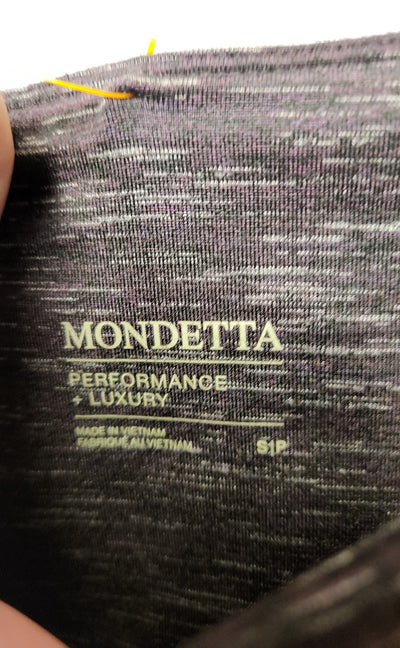 MONDETTA
PERFORMANCE
+ LUXURY
MADE IN VIETNAM
FABRIQUÉ AU VIETNAM
S\P